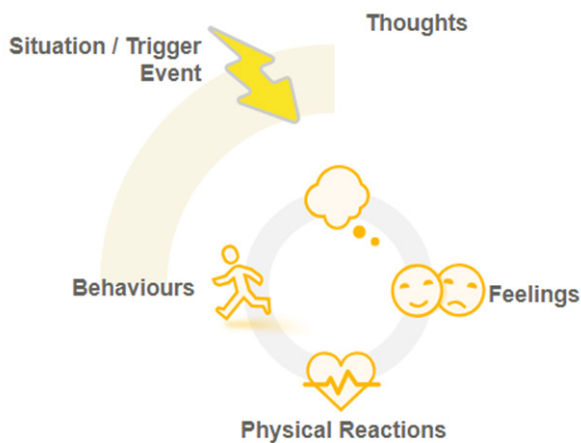 Thoughts
Situation / Trigger
Event
Behaviours
Feelings
Physical Reactions